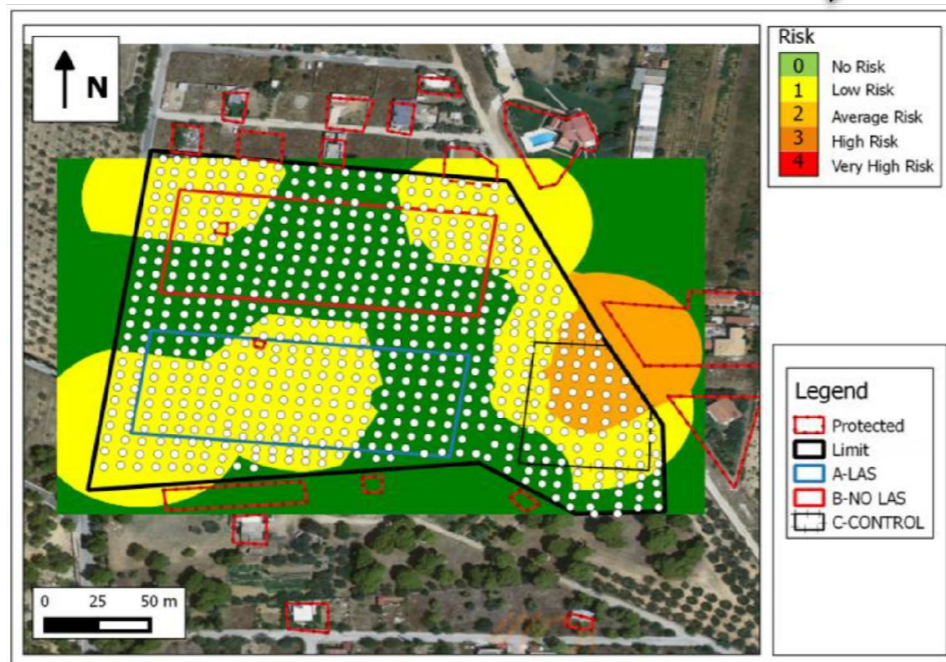 N
Risk
0 No Risk
1 Low Risk
2 Average Risk
3 High Risk
4 Very High Risk
Legend
Protected
Limit
A-LAS
B-NO LAS
C-CONTROL
0 25 50 m